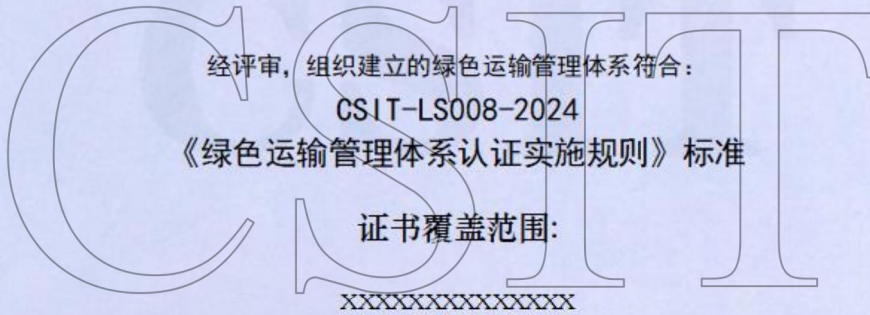 经评审，组织建立的绿色运输管理体系符合：
CSIT-LS008-2024
《绿色运输管理体系认证实施规则》标准
证书覆盖范围:
XXXXXXXXXXXXXX
CSIT